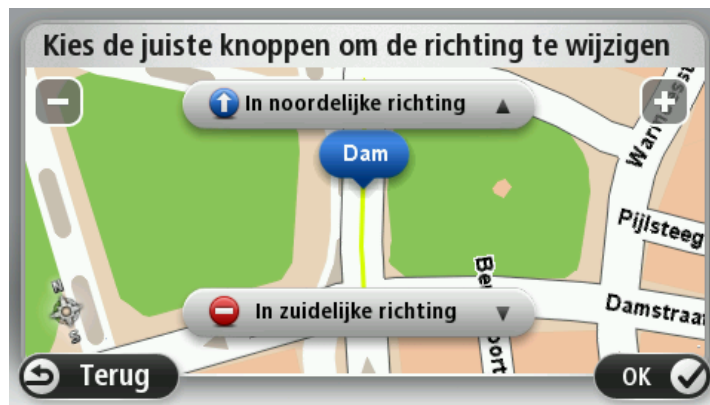 Kies de juiste knoppen om de richting te wijzigen
In noordelijke richting
Dam
Pijlsteeg
Damstraat
In zuidelijke richting
N
S
Terug
OK